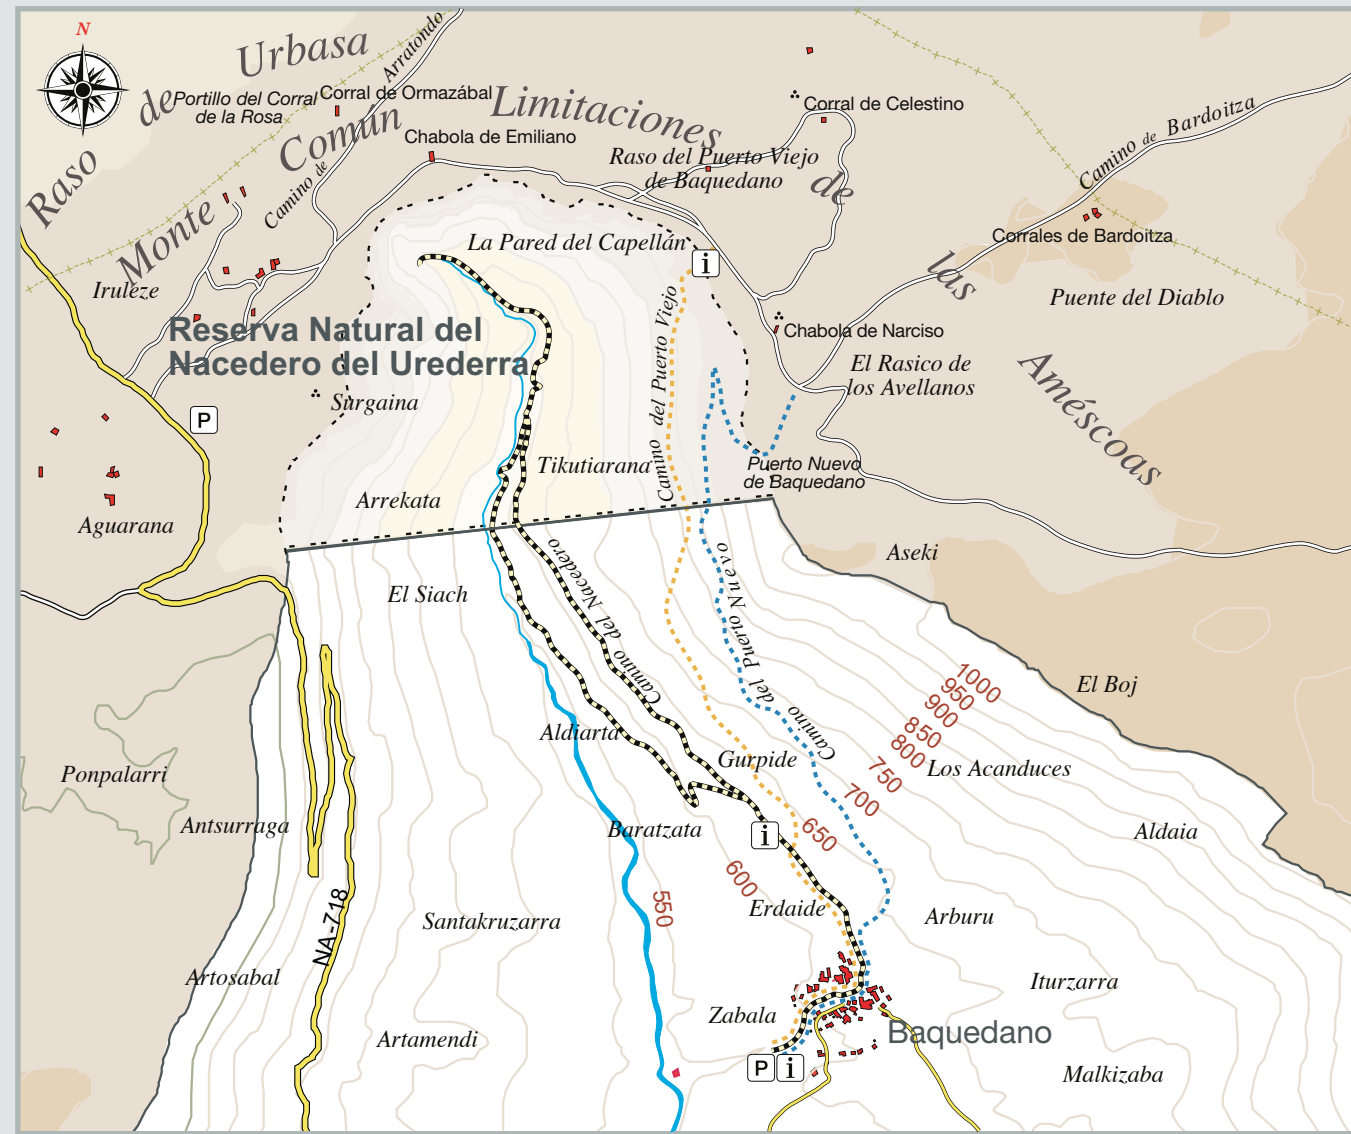 N
Raso
de
Urbasa
Portillo del Corral
de la Rosa
Corral de Ormazábal
Camino de Arratondo
Monte
Común
Limitaciones
de
las
Améscoas
Chabola de Emiliano
Corral de Celestino
Raso del Puerto Viejo
de Baquedano
Camino de Bardoitza
Corrales de Bardoitza
Puente del Diablo
La Pared del Capellán
i
Iruleze
Reserva Natural del
Nacedero del Urederra
Chabola de Narciso
El Rasico de
los Avellanos
Camino del Puerto Viejo
P
Surgaina
Tikutiarana
Puerto Nuevo
de Baquedano
Arrekata
Aguarana
Aseki
El Siach
Camino del Nacedero
Camino del Puerto Nuevo
El Boj
1000
950
900
850
800
750
700
650
600
550
Aldiarta
Gurpide
Los Acanduces
Ponpalarri
Antsurraga
Baratzata
i
Aldaia
NA-718
Santakruzarra
Erdaide
Arburu
Artosabal
Iturzarra
Zabala
Baquedano
Artamendi
P
i
Malkizaba